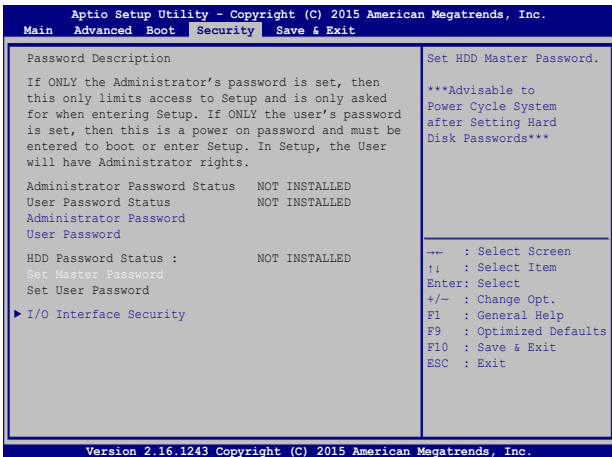 Aptio Setup Utility - Copyright (C) 2015 American Megatrends, Inc.
Main Advanced Boot Security Save & Exit
Password Description
If ONLY the Administrator's password is set, then
this only limits access to Setup and is only asked
for when entering Setup. If ONLY the user's password
is set, then this is a power on password and must be
entered to boot or enter Setup. In Setup, the User
will have Administrator rights.
Administrator Password Status NOT INSTALLED
User Password Status NOT INSTALLED
Administrator Password
User Password
HDD Password Status : NOT INSTALLED
Set Master Password
Set User Password
I/O Interface Security
Set HDD Master Password.
***Advisable to
Power Cycle System
after Setting Hard
Disk Passwords***
→← : Select Screen
↑↓ : Select Item
Enter: Select
+/— : Change Opt.
F1 : General Help
F9 : Optimized Defaults
F10 : Save & Exit
ESC : Exit
Version 2.16.1243 Copyright (C) 2015 American Megatrends, Inc.